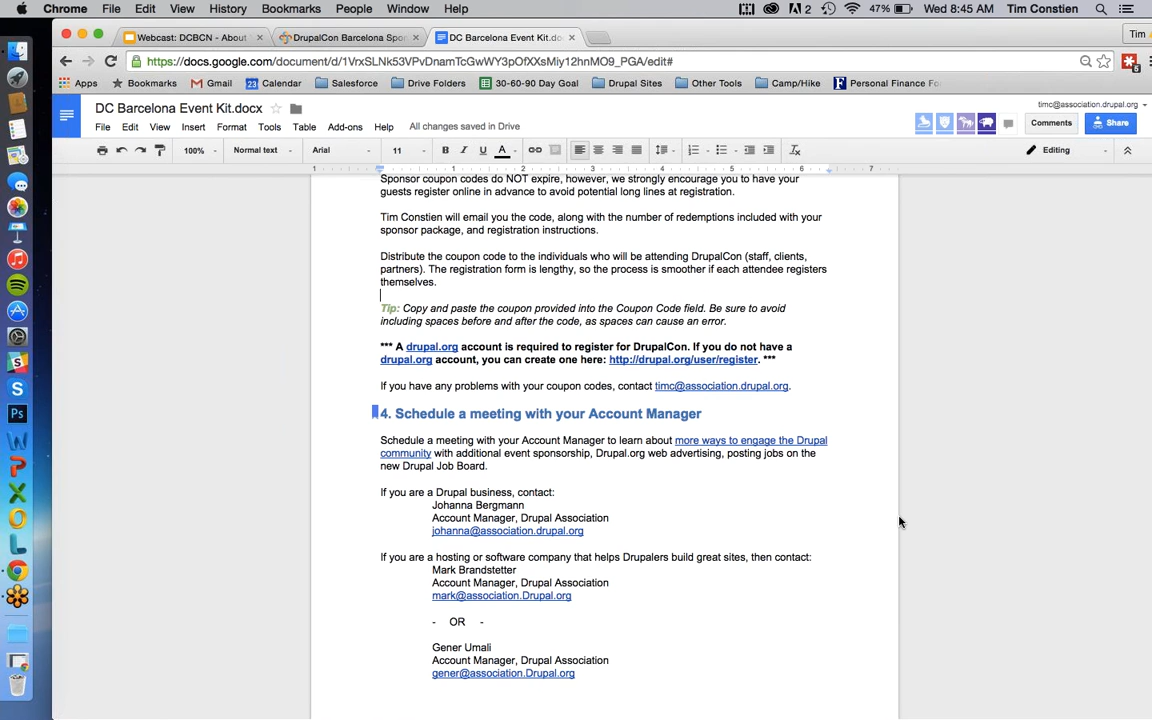 Chrome File Edit View History Bookmarks People Window Help 2 47% Wed 8:45 AM Tim Constien
Webcast: DCBCN - About × DrupalCon Barcelona Spo × DC Barcelona Event Kit.do × Tim
https://docs.google.com/document/d/1VrxSLNk53VPvDnamTcGwWY3pOfXXsMiy12hnMO9_PGA/edit#
Apps Bookmarks Gmail 23 Calendar Salesforce Drive Folders 30-60-90 Day Goal Drupal Sites Other Tools Camp/Hike Personal Finance Fo
DC Barcelona Event Kit.docx timc@association.drupal.org
File Edit View Insert Format Tools Table Add-ons Help All changes saved in Drive Comments Share
100% Normal text Arial 11 B I U A Editing
1 1 2 3 4 5 6 7
Sponsor coupon codes do NOT expire, however, we strongly encourage you to have your
guests register online in advance to avoid potential long lines at registration.
Tim Constien will email you the code, along with the number of redemptions included with your
sponsor package, and registration instructions.
Distribute the coupon code to the individuals who will be attending DrupalCon (staff, clients,
partners). The registration form is lengthy, so the process is smoother if each attendee registers
themselves.
Tip: Copy and paste the coupon provided into the Coupon Code field. Be sure to avoid
including spaces before and after the code, as spaces can cause an error.
*** A drupal.org account is required to register for DrupalCon. If you do not have a
drupal.org account, you can create one here: http://drupal.org/user/register. ***
If you have any problems with your coupon codes, contact timc@association.drupal.org.
4. Schedule a meeting with your Account Manager
Schedule a meeting with your Account Manager to learn about more ways to engage the Drupal
community with additional event sponsorship, Drupal.org web advertising, posting jobs on the
new Drupal Job Board.
If you are a Drupal business, contact:
Johanna Bergmann
Account Manager, Drupal Association
johanna@association.drupal.org
If you are a hosting or software company that helps Drupalers build great sites, then contact:
Mark Brandstetter
Account Manager, Drupal Association
mark@association.Drupal.org
- OR -
Gener Umali
Account Manager, Drupal Association
gener@association.Drupal.org